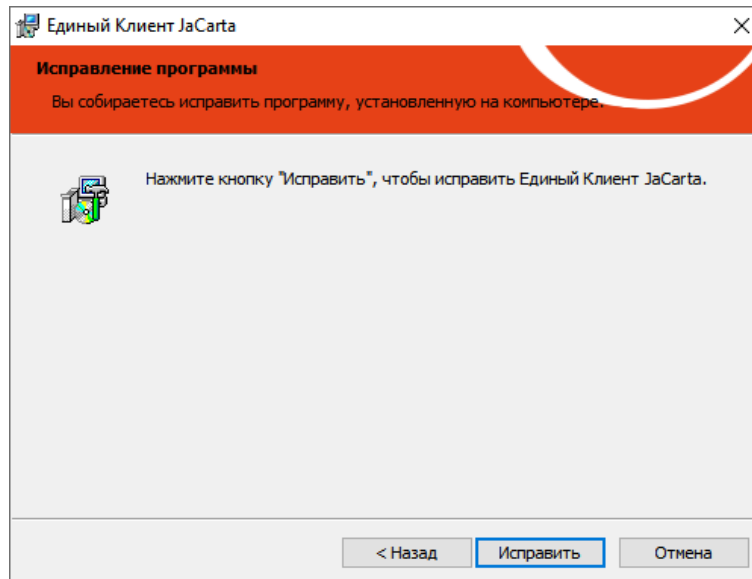 Единый Клиент JaCarta
Исправление программы
Вы собираетесь исправить программу, установленную на компьютере.
Нажмите кнопку "Исправить", чтобы исправить Единый Клиент JaCarta.
< Назад
Исправить
Отмена